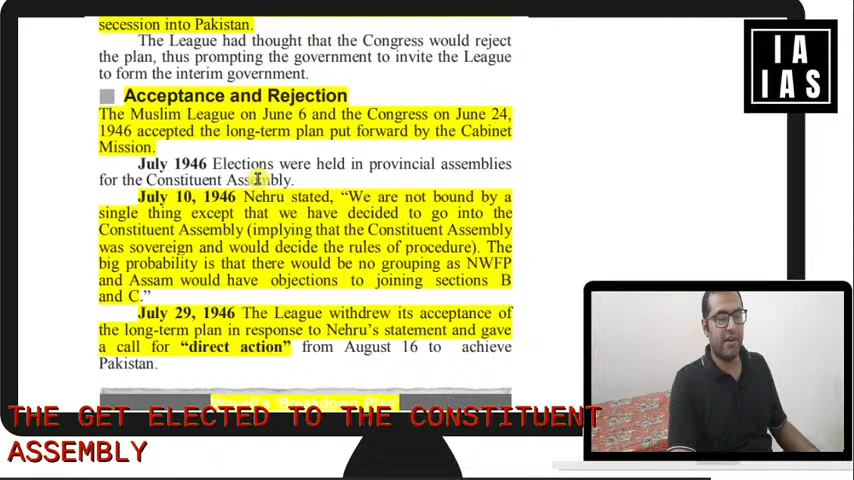 secession into Pakistan.
The League had thought that the Congress would reject
the plan, thus prompting the government to invite the League
to form the interim government.
Acceptance and Rejection
The Muslim League on June 6 and the Congress on June 24,
1946 accepted the long-term plan put forward by the Cabinet
Mission.
July 1946 Elections were held in provincial assemblies
for the Constituent Assembly.
July 10, 1946 Nehru stated, “We are not bound by a
single thing except that we have decided to go into the
Constituent Assembly (implying that the Constituent Assembly
was sovereign and would decide the rules of procedure). The
big probability is that there would be no grouping as NWFP
and Assam would have objections to joining sections B
and C.”
July 29, 1946 The League withdrew its acceptance of
the long-term plan in response to Nehru’s statement and gave
a call for “direct action” from August 16 to achieve
Pakistan.
Wavell’s ‘Breakdown Plan’
THE GET ELECTED TO THE CONSTITUENT
ASSEMBLY
IA
IAS